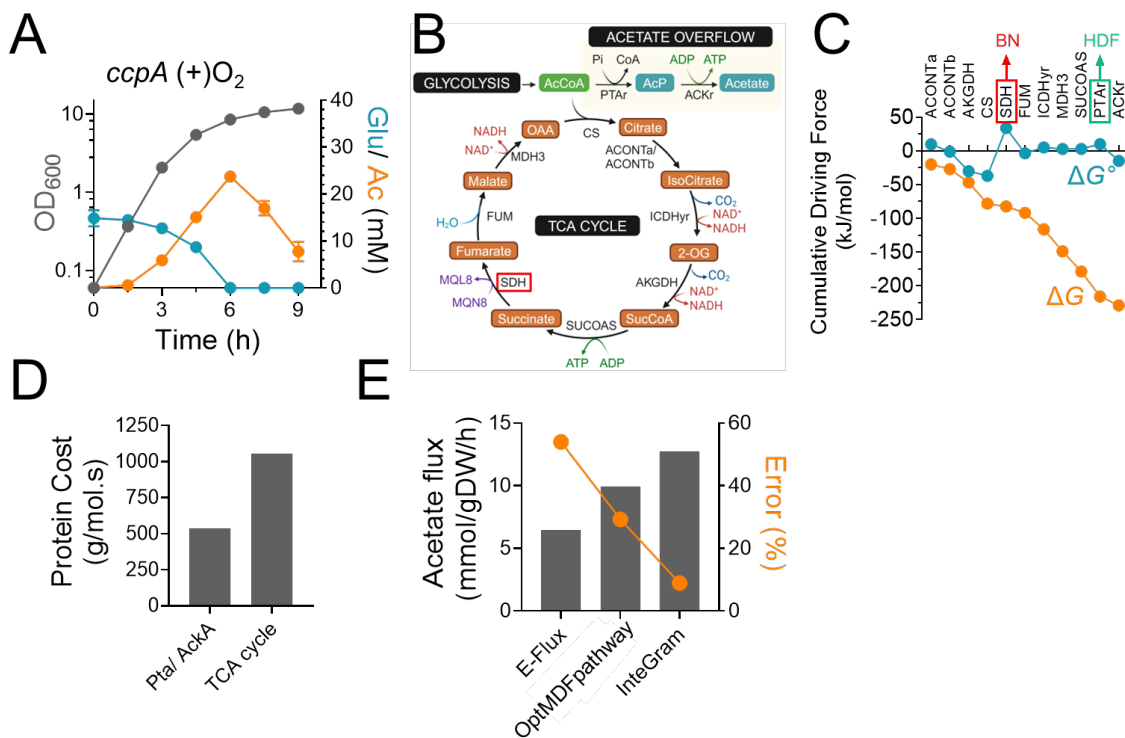 A
ccpA (+)O₂
OD₆₀₀
10
1
0.1
Glu/ Ac (mM)
40
30
20
10
0
0
3
6
9
Time (h)
B
ACETATE OVERFLOW
Pi
CoA
ADP
ATP
GLYCOLYSIS
AcCoA
AcP
Acetate
PTAr
ACKr
OAA
CS
Citrate
NADH
NAD⁺
MDH3
ACONTa/
ACONTb
Malate
IsoCitrate
H₂O
FUM
TCA CYCLE
ICDHyr
CO₂
NAD⁺
NADH
Fumarate
2-OG
MQL8
SDH
MQN8
AKGDH
CO₂
NAD⁺
NADH
Succinate
SUCOAS
SucCoA
ATP
ADP
C
BN
HDF
ACONTa
ACONTb
AKGDH
CS
SDH
FUM
ICDHyr
MDH3
SUCOAS
PTAr
ACKr
Cumulative Driving Force
(kJ/mol)
50
0
-50
-100
-150
-200
-250
ΔG°
ΔG
D
Protein Cost
(g/mol.s)
1250
1000
750
500
250
0
Pta/ AckA
TCA cycle
E
Acetate flux
(mmol/gDW/h)
15
10
5
0
Error (%)
60
40
20
0
E-Flux
OptMDFpathway
InteGram